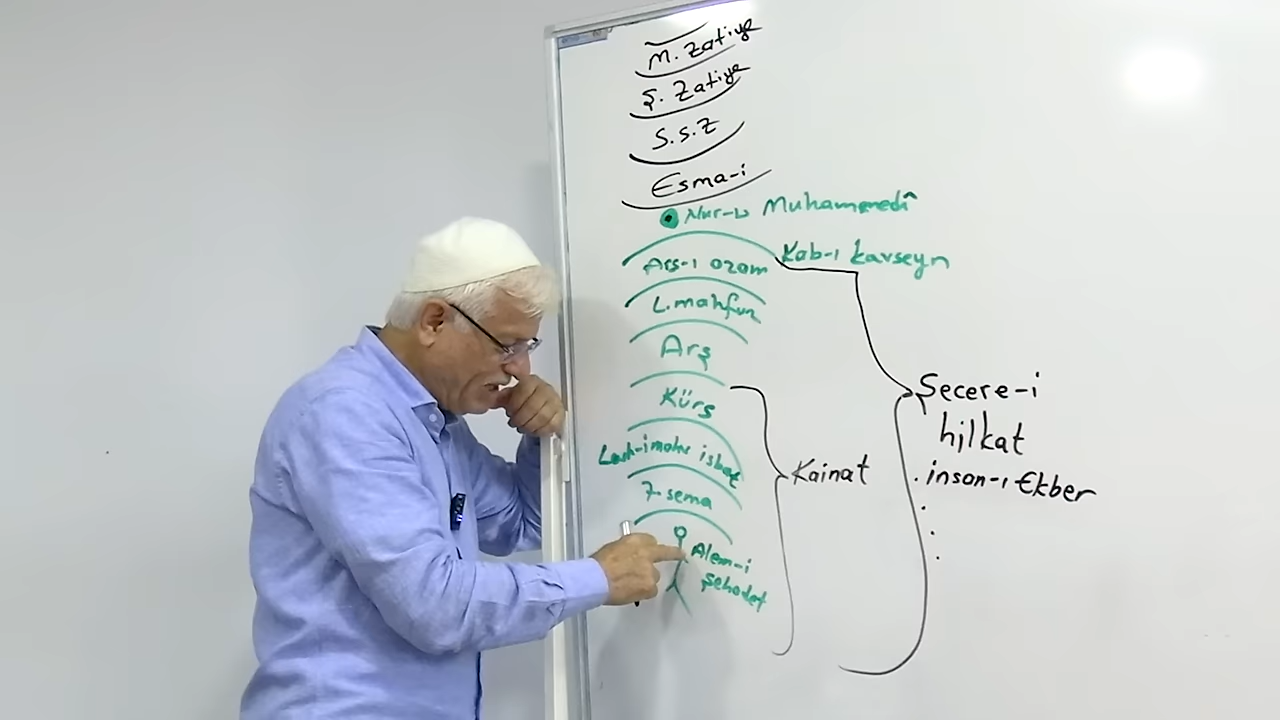 M. Zatiye
Ş. Zatiye
S.S.Z
Esma-i
Nur-u Muhammedî
Kab-ı kavseyn
Arş-ı azam
L. mahfuz
Arş
Kürs
Levh-i mahv isbat
7-sema
Alem-i
şehadet
Kainat
Şecere-i
hilkat
. insan-ı Ekber